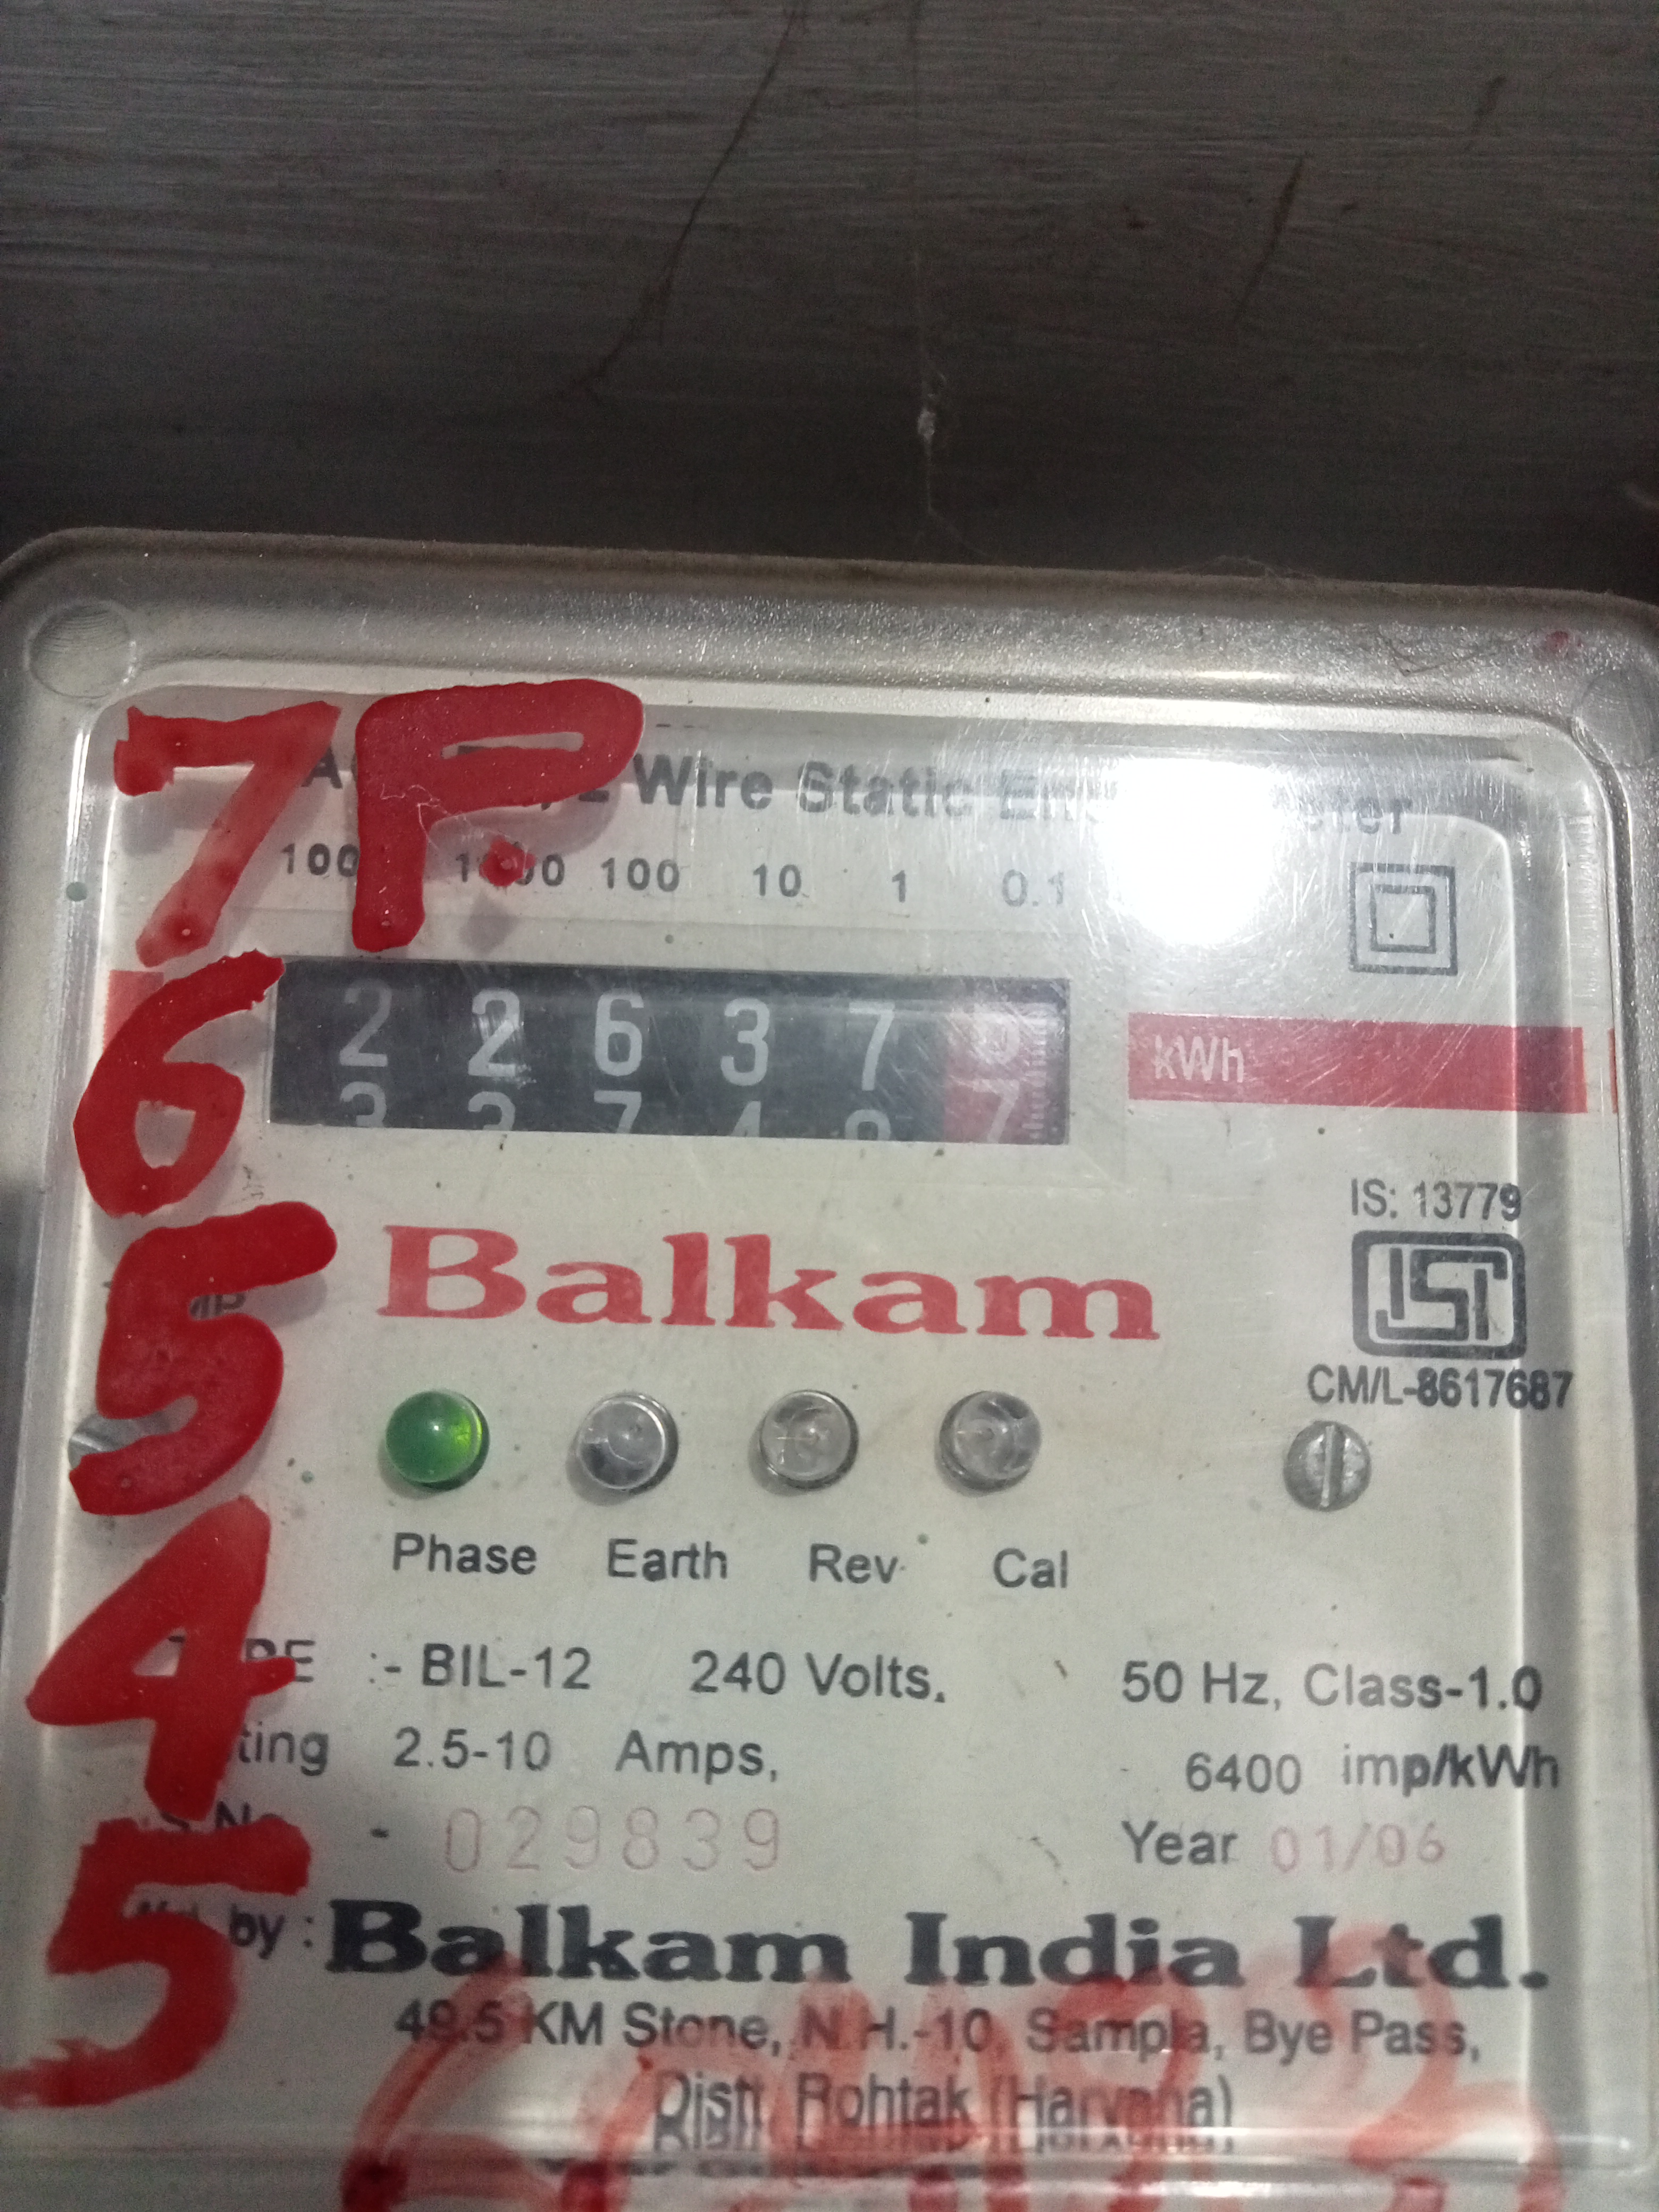 7P.
Wire Static
100 10 1 0.1
6
2 2 6 3 7
kWh
IS: 13779
Balkam
ISI
CM/L-8617687
5
Phase Earth Rev Cal
4
:- BIL-12 240 Volts, 50 Hz, Class-1.0
2.5-10 Amps, 6400 imp/kWh
- 029839 Year 01/06
5
by : Balkam India Ltd.
49.5 KM Stone, N.H.-10, Sampla, Bye Pass,
Distt. Rohtak (Haryana)